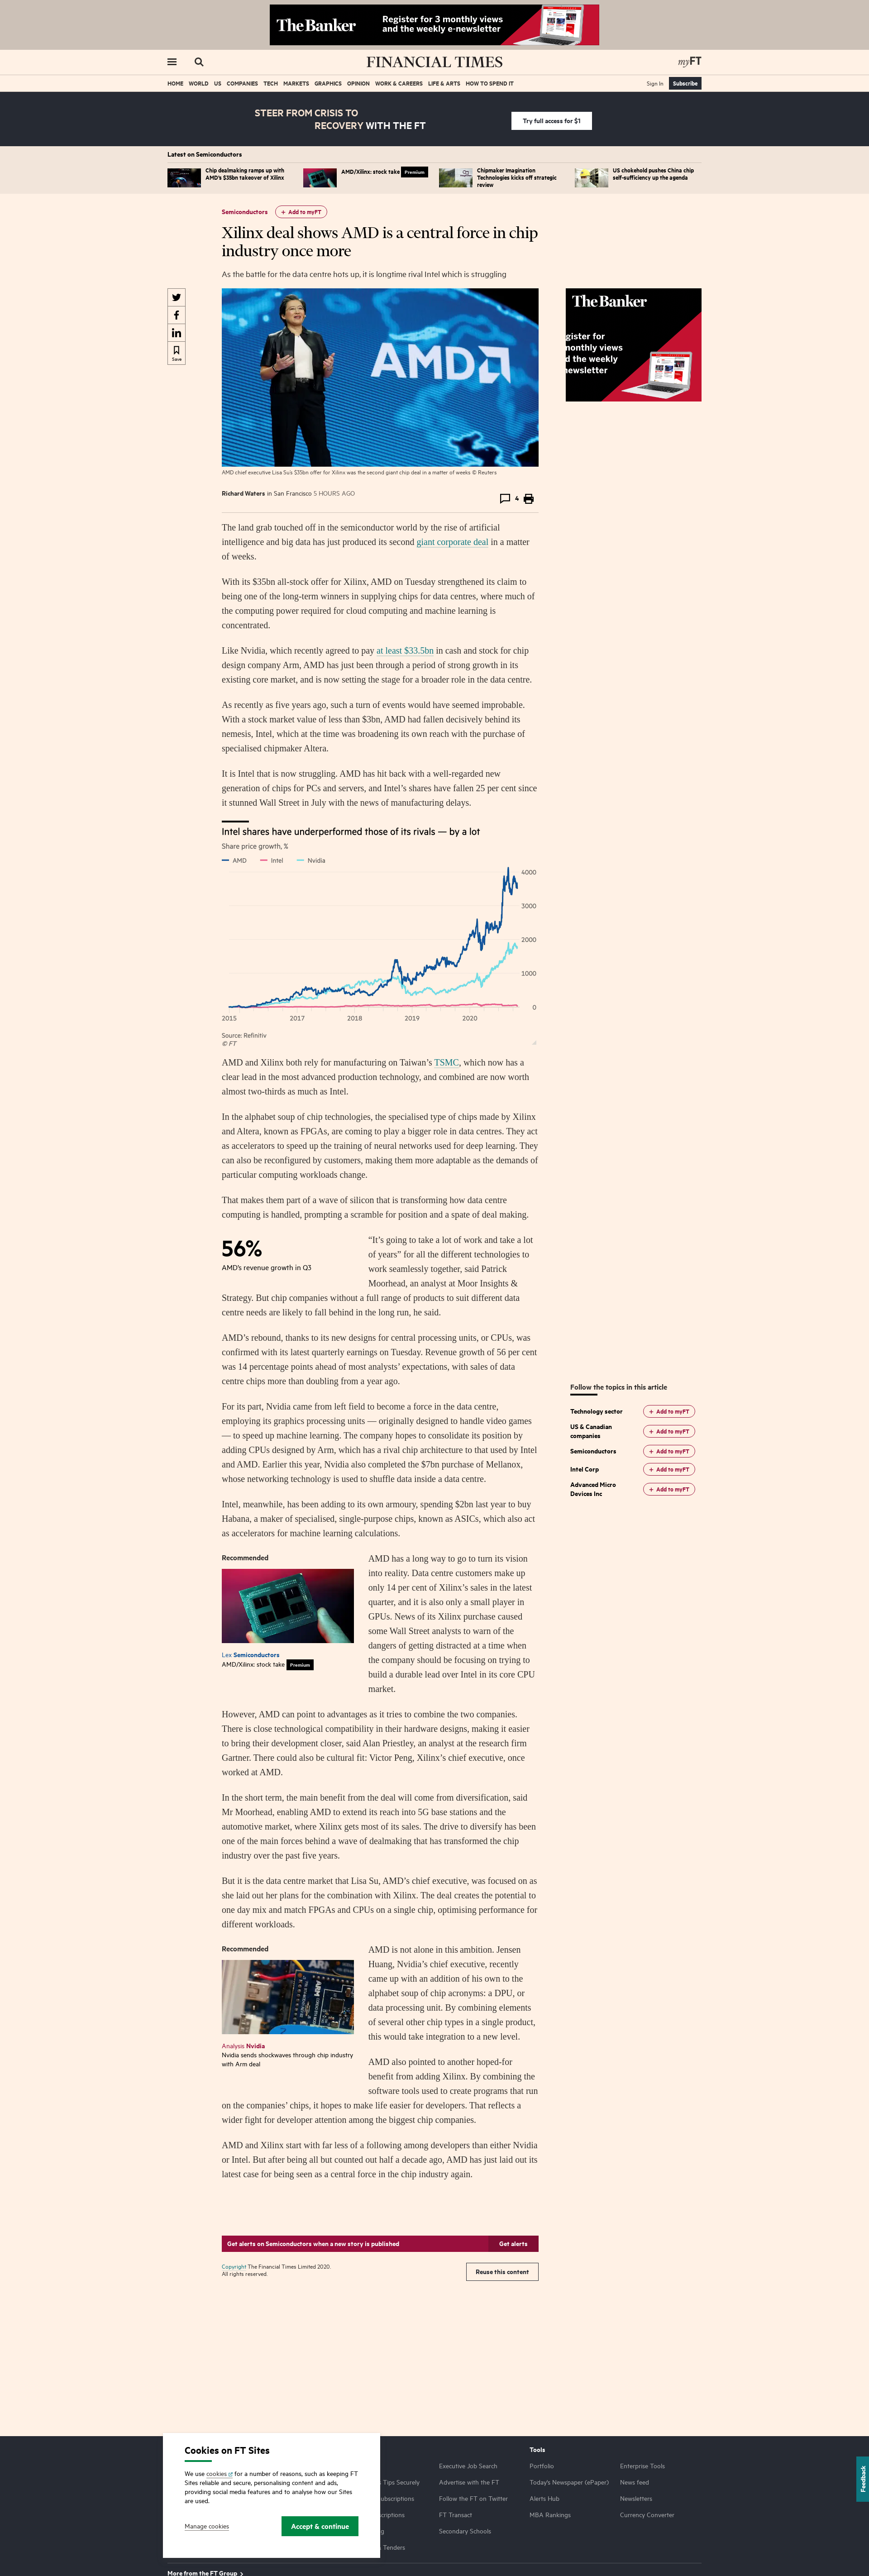 The Banker
Register for 3 monthly views
and the weekly e-newsletter
FINANCIAL TIMES
myFT
HOME WORLD US COMPANIES TECH MARKETS GRAPHICS OPINION WORK & CAREERS LIFE & ARTS HOW TO SPEND IT
Sign In Subscribe
STEER FROM CRISIS TO
RECOVERY WITH THE FT
Try full access for $1
Latest on Semiconductors
Chip dealmaking ramps up with
AMD's $35bn takeover of Xilinx
AMD/Xilinx: stock take Premium
Chipmaker Imagination
Technologies kicks off strategic
review
US chokehold pushes China chip
self-sufficiency up the agenda
Semiconductors + Add to myFT
Xilinx deal shows AMD is a central force in chip
industry once more
As the battle for the data centre hots up, it is longtime rival Intel which is struggling
Save
AMD
The Banker
gister for
monthly views
d the weekly
newsletter
AMD chief executive Lisa Su's $35bn offer for Xilinx was the second giant chip deal in a matter of weeks © Reuters
Richard Waters in San Francisco 5 HOURS AGO
4
The land grab touched off in the semiconductor world by the rise of artificial
intelligence and big data has just produced its second giant corporate deal in a matter
of weeks.
With its $35bn all-stock offer for Xilinx, AMD on Tuesday strengthened its claim to
being one of the long-term winners in supplying chips for data centres, where much of
the computing power required for cloud computing and machine learning is
concentrated.
Like Nvidia, which recently agreed to pay at least $33.5bn in cash and stock for chip
design company Arm, AMD has just been through a period of strong growth in its
existing core market, and is now setting the stage for a broader role in the data centre.
As recently as five years ago, such a turn of events would have seemed improbable.
With a stock market value of less than $3bn, AMD had fallen decisively behind its
nemesis, Intel, which at the time was broadening its own reach with the purchase of
specialised chipmaker Altera.
It is Intel that is now struggling. AMD has hit back with a well-regarded new
generation of chips for PCs and servers, and Intel's shares have fallen 25 per cent since
it stunned Wall Street in July with the news of manufacturing delays.
Intel shares have underperformed those of its rivals — by a lot
Share price growth, %
AMD Intel Nvidia
4000
3000
2000
1000
0
2015 2017 2018 2019 2020
Source: Refinitiv
© FT
AMD and Xilinx both rely for manufacturing on Taiwan's TSMC, which now has a
clear lead in the most advanced production technology, and combined are now worth
almost two-thirds as much as Intel.
In the alphabet soup of chip technologies, the specialised type of chips made by Xilinx
and Altera, known as FPGAs, are coming to play a bigger role in data centres. They act
as accelerators to speed up the training of neural networks used for deep learning. They
can also be reconfigured by customers, making them more adaptable as the demands of
particular computing workloads change.
That makes them part of a wave of silicon that is transforming how data centre
computing is handled, prompting a scramble for position and a spate of deal making.
56%
AMD's revenue growth in Q3
“It's going to take a lot of work and take a lot
of years” for all the different technologies to
work seamlessly together, said Patrick
Moorhead, an analyst at Moor Insights &
Strategy. But chip companies without a full range of products to suit different data
centre needs are likely to fall behind in the long run, he said.
AMD's rebound, thanks to its new designs for central processing units, or CPUs, was
confirmed with its latest quarterly earnings on Tuesday. Revenue growth of 56 per cent
was 14 percentage points ahead of most analysts' expectations, with sales of data
centre chips more than doubling from a year ago.
For its part, Nvidia came from left field to become a force in the data centre,
employing its graphics processing units — originally designed to handle video games
— to speed up machine learning. The company hopes to consolidate its position by
adding CPUs designed by Arm, which has a rival chip architecture to that used by Intel
and AMD. Earlier this year, Nvidia also completed the $7bn purchase of Mellanox,
whose networking technology is used to shuffle data inside a data centre.
Intel, meanwhile, has been adding to its own armoury, spending $2bn last year to buy
Habana, a maker of specialised, single-purpose chips, known as ASICs, which also act
as accelerators for machine learning calculations.
Follow the topics in this article
Technology sector + Add to myFT
US & Canadian
companies + Add to myFT
Semiconductors + Add to myFT
Intel Corp + Add to myFT
Advanced Micro
Devices Inc + Add to myFT
Recommended
Lex Semiconductors
AMD/Xilinx: stock take Premium
AMD has a long way to go to turn its vision
into reality. Data centre customers make up
only 14 per cent of Xilinx's sales in the latest
quarter, and it is also only a small player in
GPUs. News of its Xilinx purchase caused
some Wall Street analysts to warn of the
dangers of getting distracted at a time when
the company should be focusing on trying to
build a durable lead over Intel in its core CPU
market.
However, AMD can point to advantages as it tries to combine the two companies.
There is close technological compatibility in their hardware designs, making it easier
to bring their development closer, said Alan Priestley, an analyst at the research firm
Gartner. There could also be cultural fit: Victor Peng, Xilinx's chief executive, once
worked at AMD.
In the short term, the main benefit from the deal will come from diversification, said
Mr Moorhead, enabling AMD to extend its reach into 5G base stations and the
automotive market, where Xilinx gets most of its sales. The drive to diversify has been
one of the main forces behind a wave of dealmaking that has transformed the chip
industry over the past five years.
But it is the data centre market that Lisa Su, AMD's chief executive, was focused on as
she laid out her plans for the combination with Xilinx. The deal creates the potential to
one day mix and match FPGAs and CPUs on a single chip, optimising performance for
different workloads.
Recommended
Analysis Nvidia
Nvidia sends shockwaves through chip industry
with Arm deal
AMD is not alone in this ambition. Jensen
Huang, Nvidia's chief executive, recently
came up with an addition of his own to the
alphabet soup of chip acronyms: a DPU, or
data processing unit. By combining elements
of several other chip types in a single product,
this would take integration to a new level.
AMD also pointed to another hoped-for
benefit from adding Xilinx. By combining the
software tools used to create programs that run
on the companies' chips, it hopes to make life easier for developers. That reflects a
wider fight for developer attention among the biggest chip companies.
AMD and Xilinx start with far less of a following among developers than either Nvidia
or Intel. But after being all but counted out half a decade ago, AMD has just laid out its
latest case for being seen as a central force in the chip industry again.
Get alerts on Semiconductors when a new story is published Get alerts
Copyright The Financial Times Limited 2020.
All rights reserved.
Reuse this content
Cookies on FT Sites
We use cookies for a number of reasons, such as keeping FT
Sites reliable and secure, personalising content and ads,
providing social media features and to analyse how our Sites
are used.
Manage cookies Accept & continue
Tips Securely
ubscriptions
scriptions
g
Tenders
Executive Job Search
Advertise with the FT
Follow the FT on Twitter
FT Transact
Secondary Schools
Tools
Portfolio
Today's Newspaper (ePaper)
Alerts Hub
MBA Rankings
Enterprise Tools
News feed
Newsletters
Currency Converter
Feedback
More from the FT Group